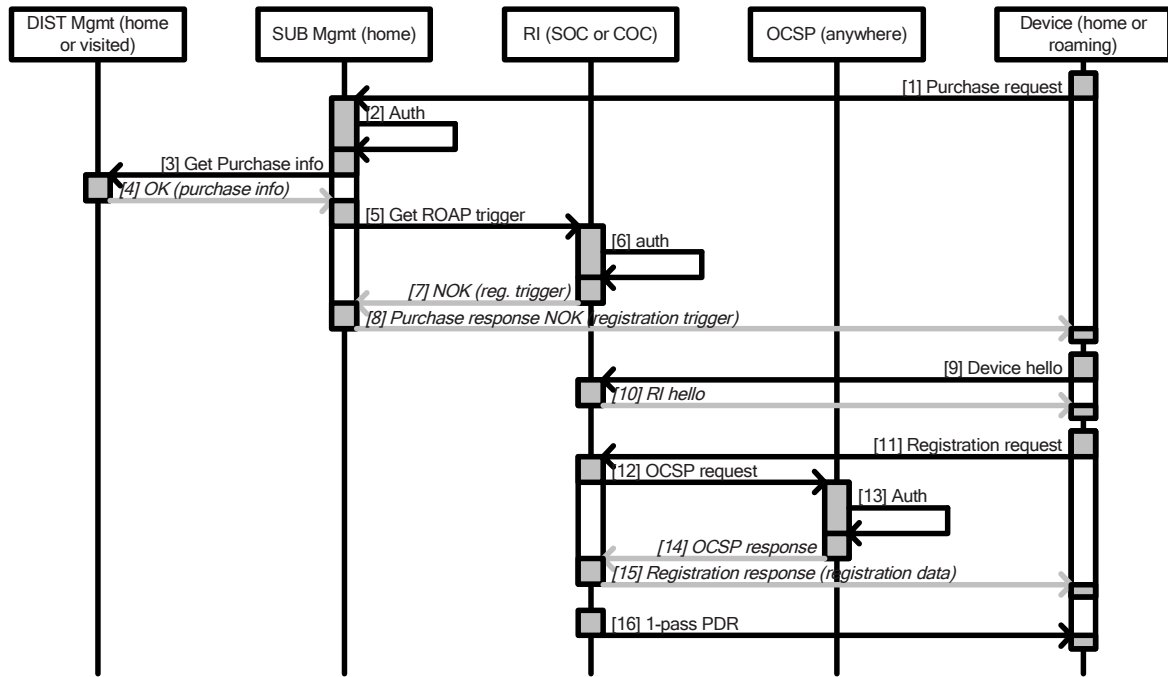 DIST Mgmt (home
or visited)
SUB Mgmt (home)
RI (SOC or COC)
OCSP (anywhere)
Device (home or
roaming)
[1] Purchase request
[2] Auth
[3] Get Purchase info
[4] OK (purchase info)
[5] Get ROAP trigger
[6] auth
[7] NOK (reg. trigger)
[8] Purchase response NOK (registration trigger)
[9] Device hello
[10] RI hello
[11] Registration request
[12] OCSP request
[13] Auth
[14] OCSP response
[15] Registration response (registration data)
[16] 1-pass PDR